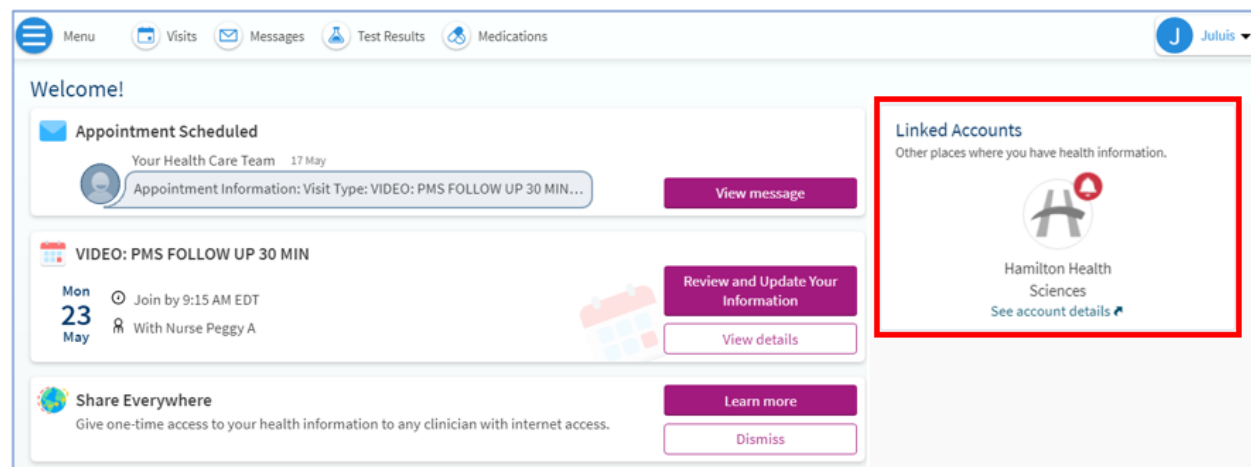 Menu Visits Messages Test Results Medications J Juluis
Welcome!
Appointment Scheduled
Your Health Care Team 17 May
Appointment Information: Visit Type: VIDEO: PMS FOLLOW UP 30 MIN...
View message
VIDEO: PMS FOLLOW UP 30 MIN
Mon
23
May
Join by 9:15 AM EDT
With Nurse Peggy A
Review and Update Your
Information
View details
Share Everywhere
Give one-time access to your health information to any clinician with internet access.
Learn more
Dismiss
Linked Accounts
Other places where you have health information.
Hamilton Health
Sciences
See account details